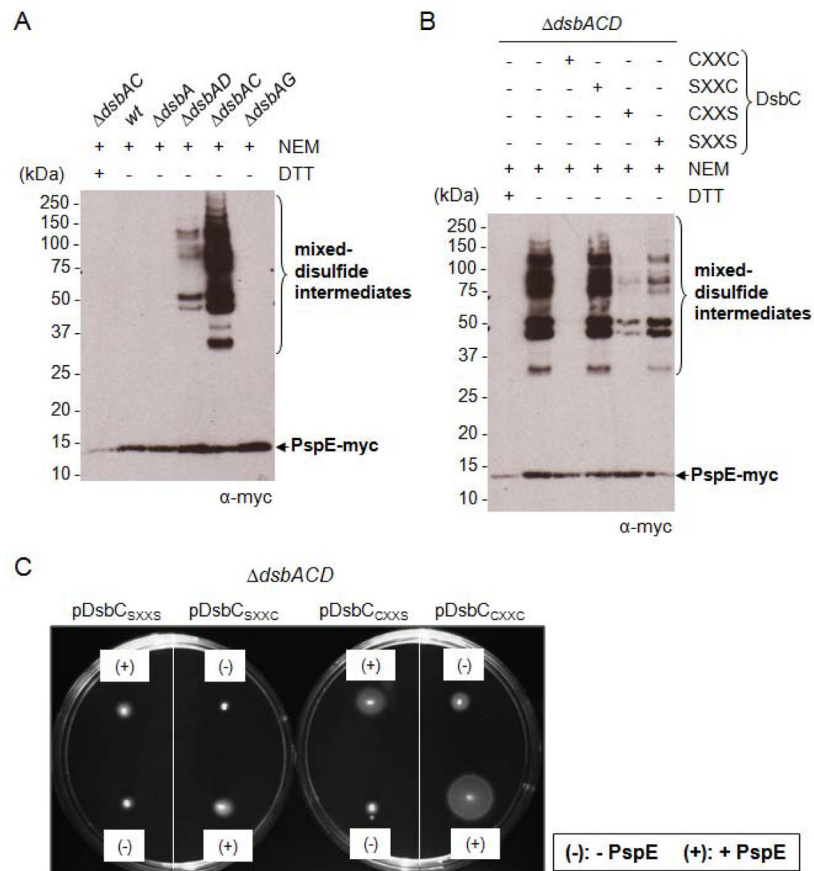 A
ΔdsbAC
wt
ΔdsbA
ΔdsbAD
ΔdsbAC
ΔdsbAG
+ + + + + + NEM
+ - - - - - DTT
(kDa)
250 -
150 -
100 -
75 -
50 -
37 -
25 -
20 -
15 -
10 -
mixed-
disulfide
intermediates
PspE-myc
α-myc
B
ΔdsbACD
- - + - - - CXXC
- - - + - - SXXC
- - - - + - CXXS
- - - - - + SXXS
DsbC
+ + + + + + NEM
+ - - - - - DTT
(kDa)
250 -
150 -
100 -
75 -
50 -
37 -
25 -
20 -
15 -
10 -
mixed-
disulfide
intermediates
PspE-myc
α-myc
C
ΔdsbACD
pDsbCSXXS pDsbCSXXC pDsbCCXXS pDsbCCXXC
(+) (-) (+) (-)
(-) (+) (-) (+)
(-): - PspE (+): + PspE